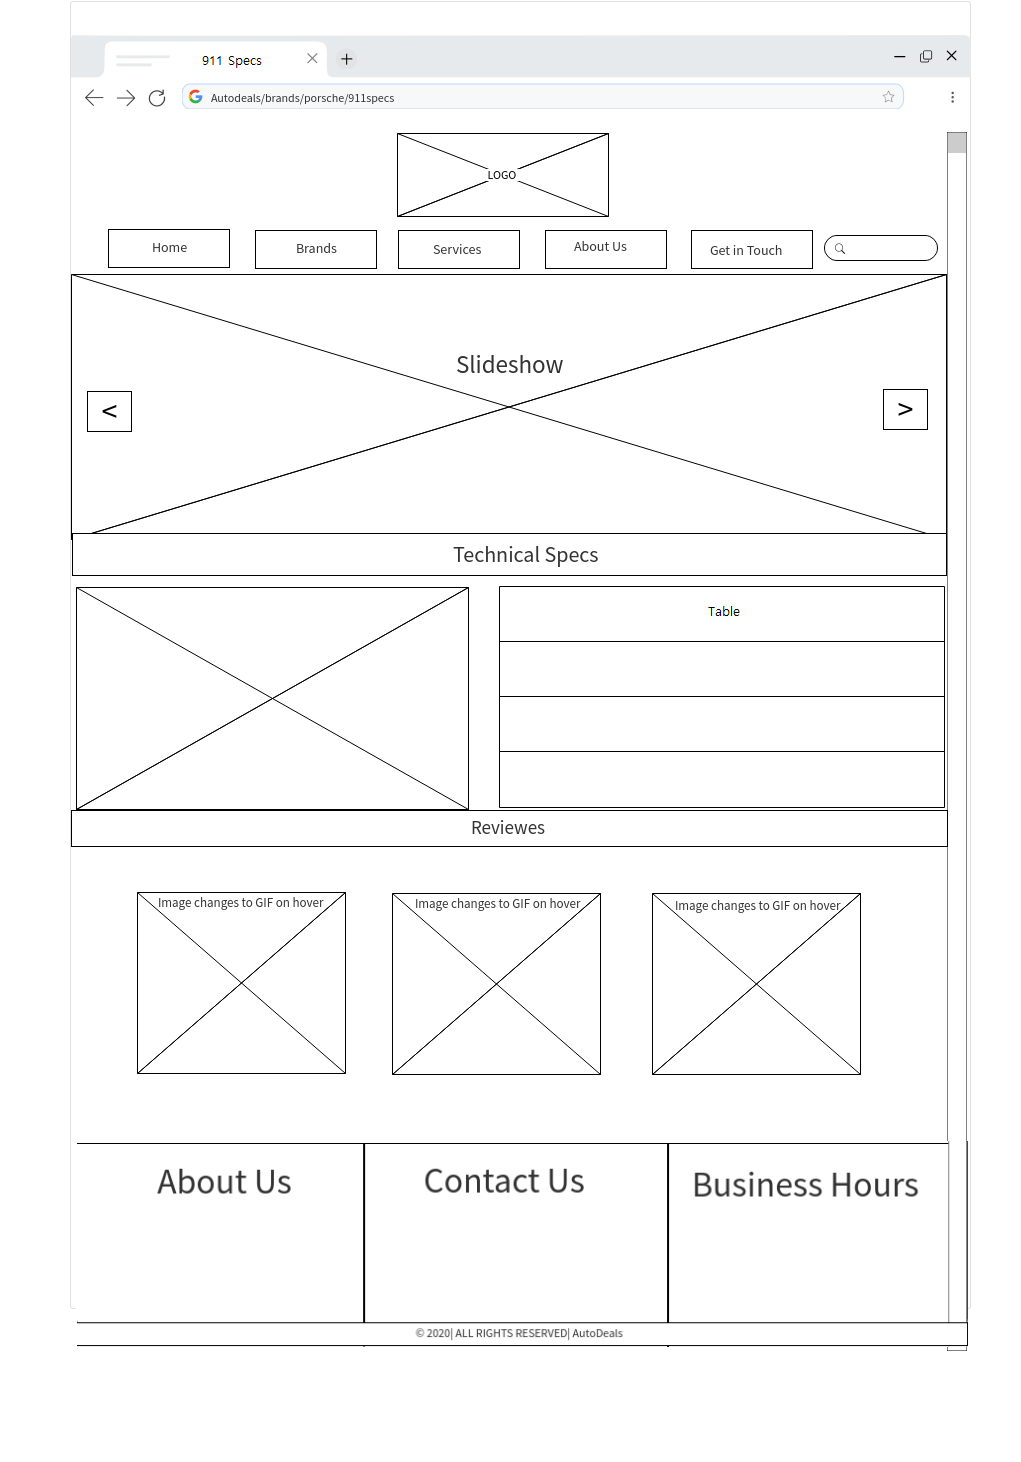 911 Specs
Autodeals/brands/porsche/911specs
LOGO
Home
Brands
Services
About Us
Get in Touch
Slideshow
<
>
Technical Specs
Table
Reviewes
Image changes to GIF on hover
Image changes to GIF on hover
Image changes to GIF on hover
About Us
Contact Us
Business Hours
© 2020| ALL RIGHTS RESERVED| AutoDeals